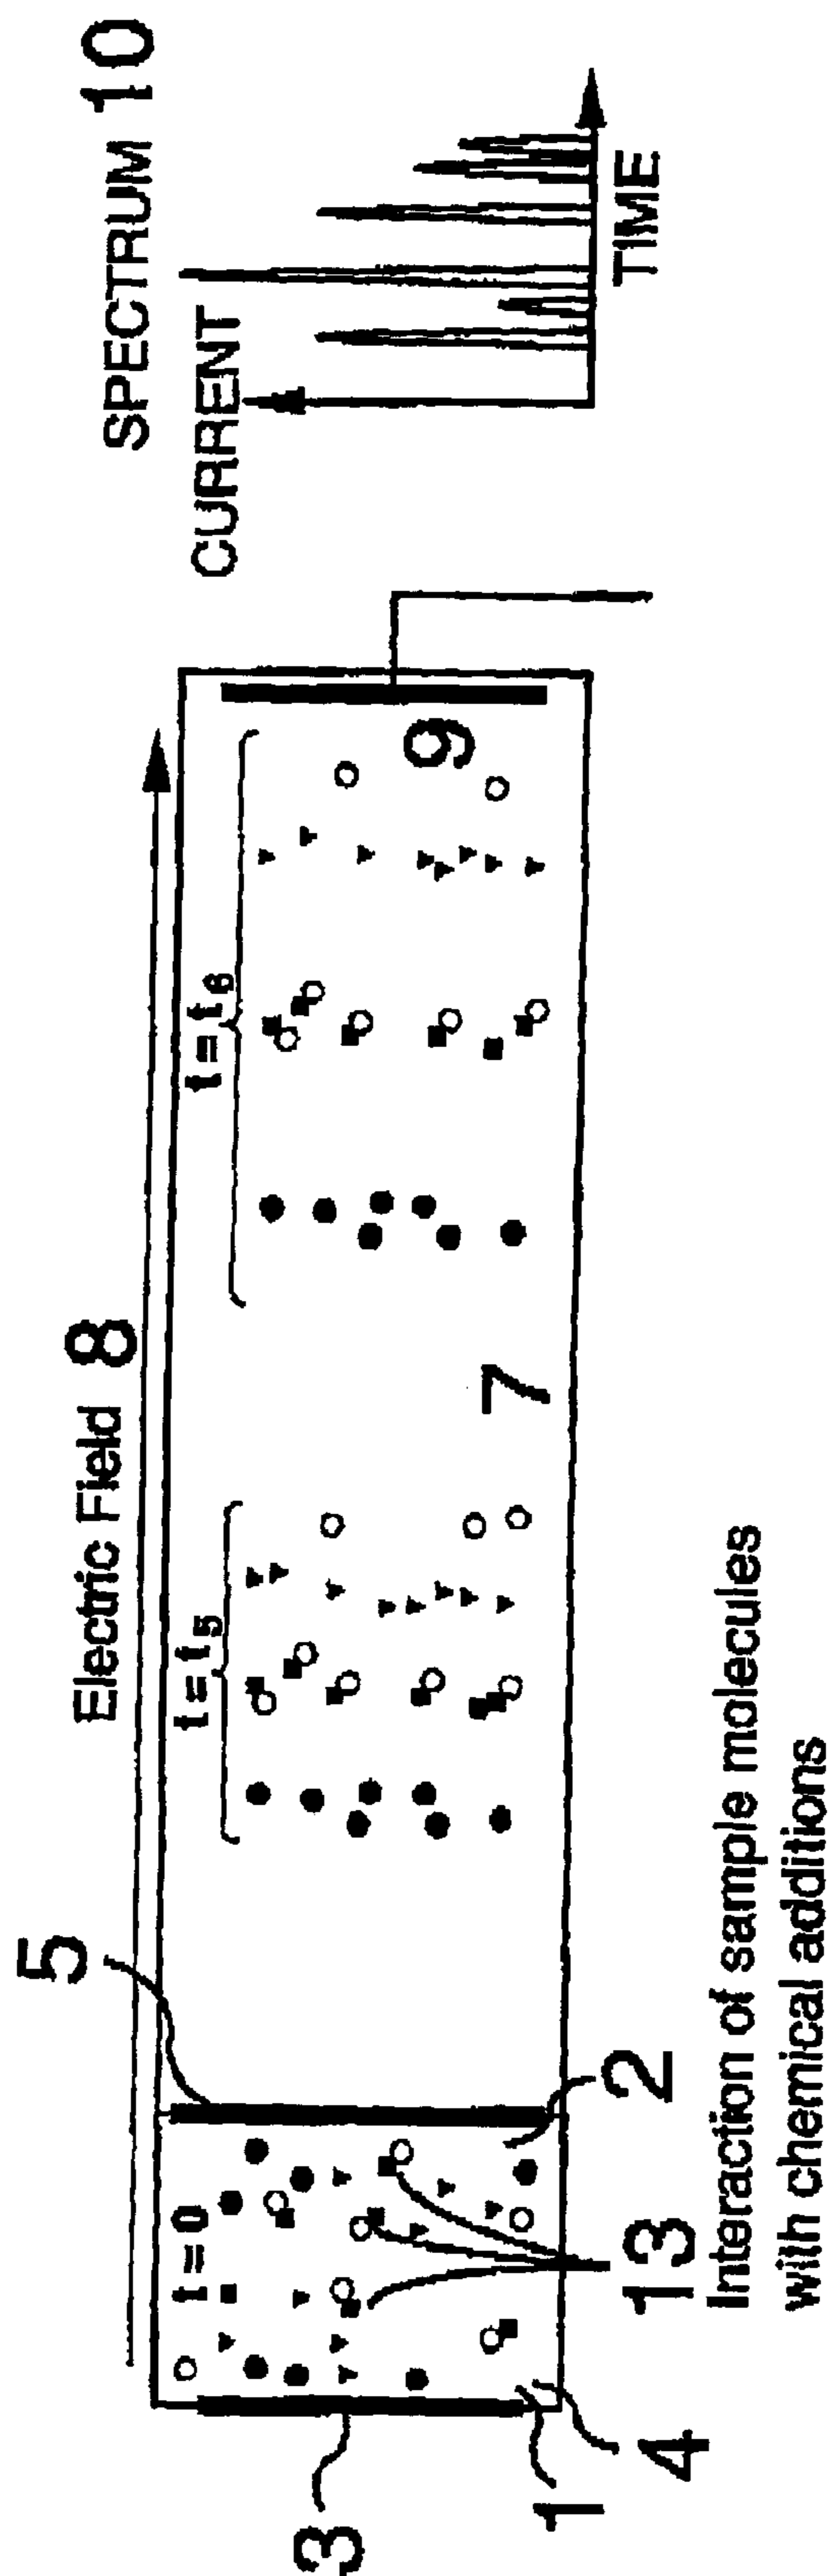 SPECTRUM 10
CURRENT
TIME
Electric Field 8
5
t=0
t=t5
t=t6
9
7
3
1
4
2
13
Interaction of sample molecules
with chemical additions